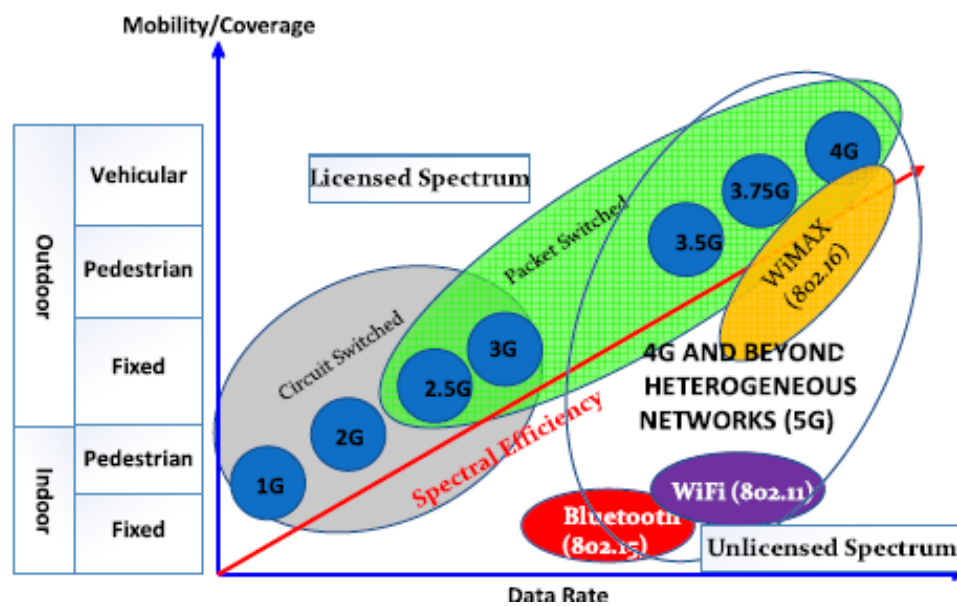 Mobility/Coverage
Outdoor
Vehicular
Pedestrian
Fixed
Indoor
Pedestrian
Fixed
Licensed Spectrum
Packet Switched
Circuit Switched
4G
3.75G
3.5G
3G
2.5G
2G
1G
WiMAX
(802.16)
Spectral Efficiency
4G AND BEYOND
HETEROGENEOUS
NETWORKS (5G)
WiFi (802.11)
Bluetooth
(802.15)
Unlicensed Spectrum
Data Rate